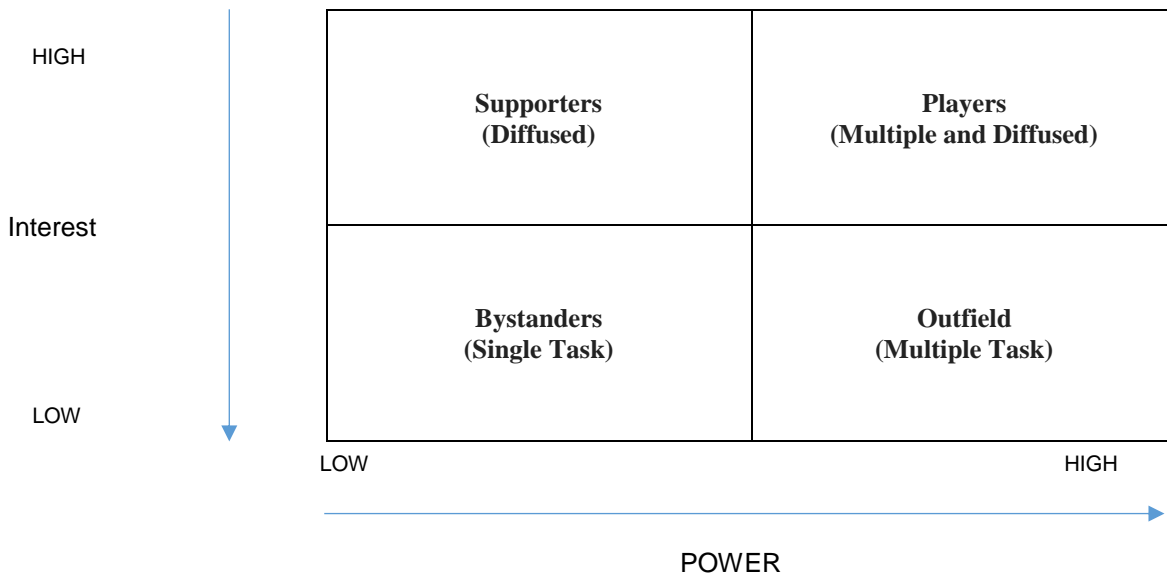 HIGH
Supporters
(Diffused)
Players
(Multiple and Diffused)
Interest
Bystanders
(Single Task)
Outfield
(Multiple Task)
LOW
LOW
HIGH
POWER